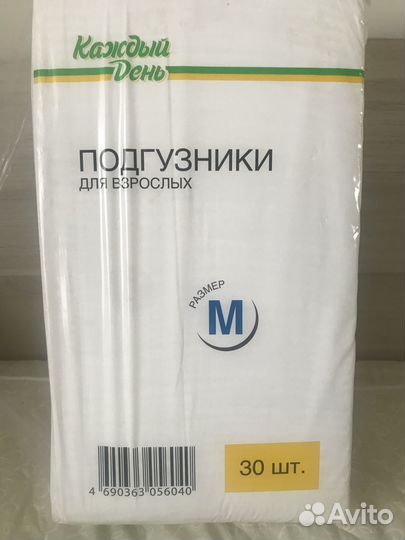 Каждый
День
ПОДГУЗНИКИ
ДЛЯ ВЗРОСЛЫХ
РАЗМЕР
M
30 шт.
4 690363 056040
Avito